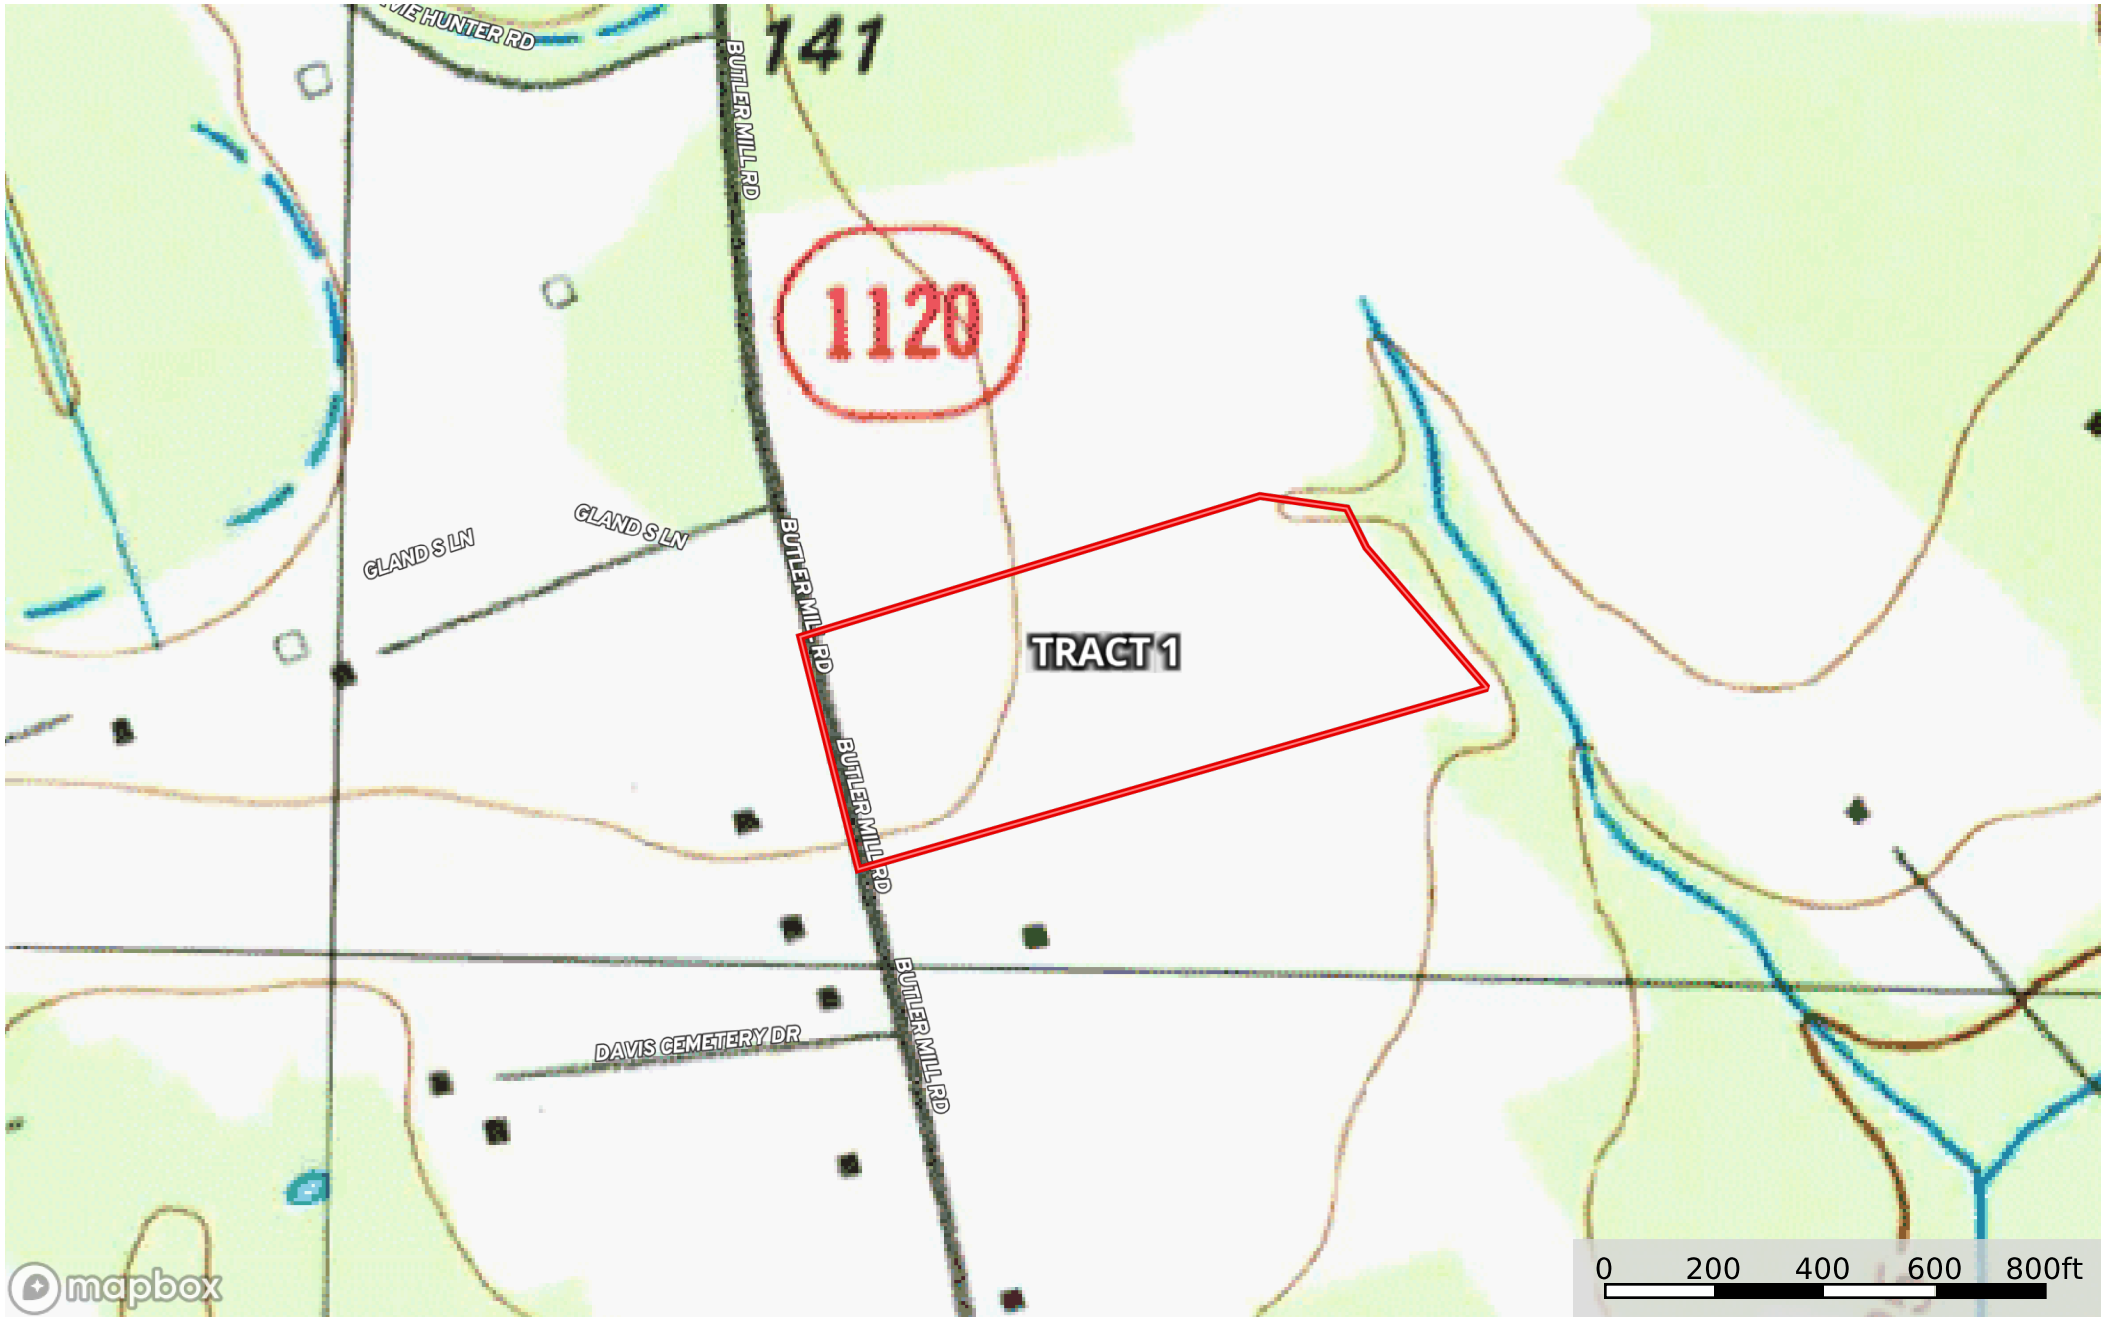 VIE HUNTER RD
141
BUTLER MILL RD
1120
GLAND S LN
GLAND S LN
BUTLER MILL RD
TRACT 1
BUTLER MILL RD
BUTLER MILL RD
DAVIS CEMETERY DR
0 200 400 600 800ft
mapbox